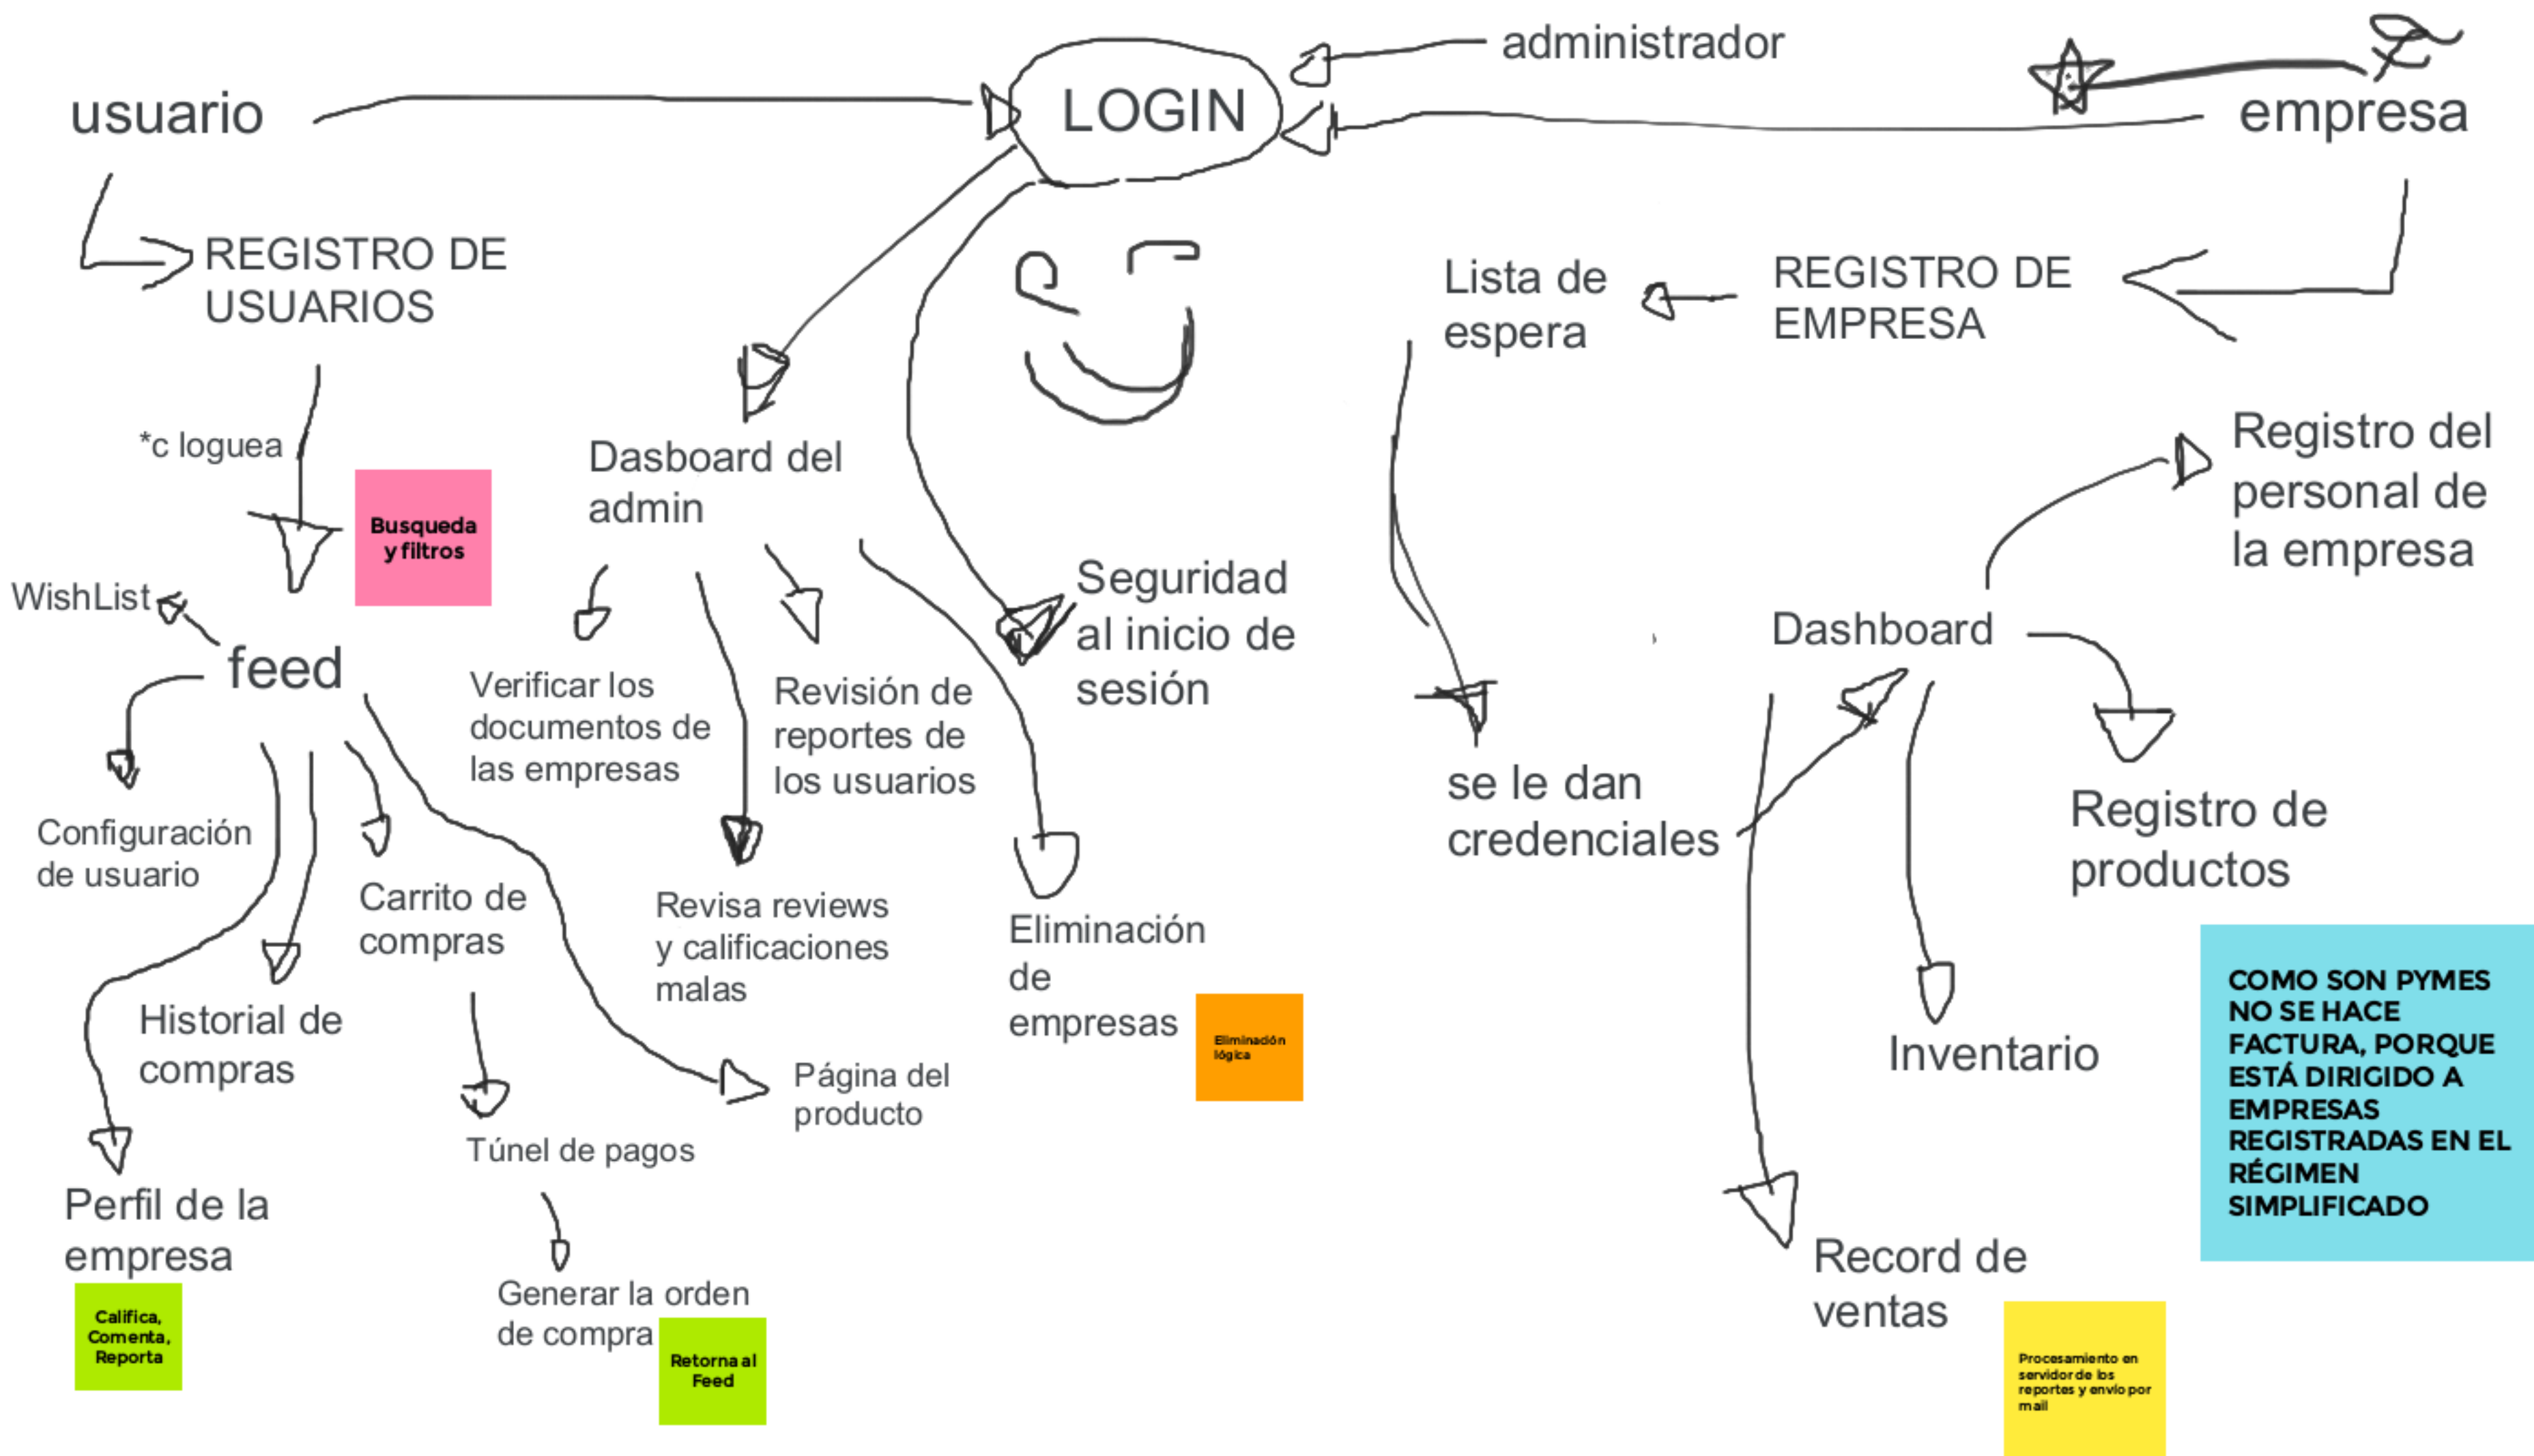 administrador
usuario
LOGIN
empresa
REGISTRO DE
USUARIOS
Lista de
espera
REGISTRO DE
EMPRESA
*c loguea
Busqueda
y filtros
Dasboard del
admin
Registro del
personal de
la empresa
WishList
feed
Seguridad
al inicio de
sesión
Dashboard
Verificar los
documentos de
las empresas
Revisión de
reportes de
los usuarios
se le dan
credenciales
Registro de
productos
Configuración
de usuario
Carrito de
compras
Revisa reviews
y calificaciones
malas
Eliminación
de
empresas
Eliminación
lógica
Historial de
compras
Página del
producto
Inventario
COMO SON PYMES
NO SE HACE
FACTURA, PORQUE
ESTÁ DIRIGIDO A
EMPRESAS
REGISTRADAS EN EL
RÉGIMEN
SIMPLIFICADO
Túnel de pagos
Perfil de la
empresa
Califica,
Comenta,
Reporta
Generar la orden
de compra
Retorna al
Feed
Record de
ventas
Procesamiento en
servidor de los
reportes y envío por
mail